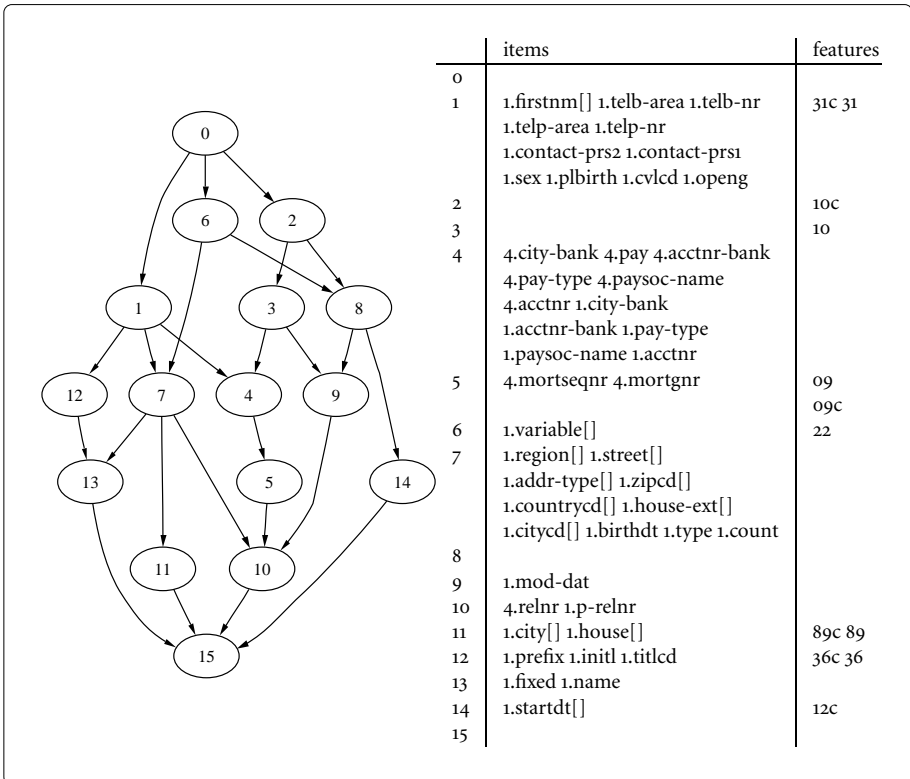 items features
0
1 1.firstnm[] 1.telb-area 1.telb-nr 31c 31
1.telp-area 1.telp-nr
1.contact-prs2 1.contact-prs1
1.sex 1.plbirth 1.cvlcd 1.openg
2 10c
3 10
4 4.city-bank 4.pay 4.acctnr-bank
4.pay-type 4.paysoc-name
4.acctnr 1.city-bank
1.acctnr-bank 1.pay-type
1.paysoc-name 1.acctnr
5 4.mortseqnr 4.mortgnr 09
09c
6 1.variable[] 22
7 1.region[] 1.street[]
1.addr-type[] 1.zipcd[]
1.countrycd[] 1.house-ext[]
1.citycd[] 1.birthdt 1.type 1.count
8
9 1.mod-dat
10 4.relnr 1.p-relnr
11 1.city[] 1.house[] 89c 89
12 1.prefix 1.initl 1.titlcd 36c 36
13 1.fixed 1.name
14 1.startdt[] 12c
15
0
6 2
1 3 8
12 7 4 9
13 5 14
11 10
15